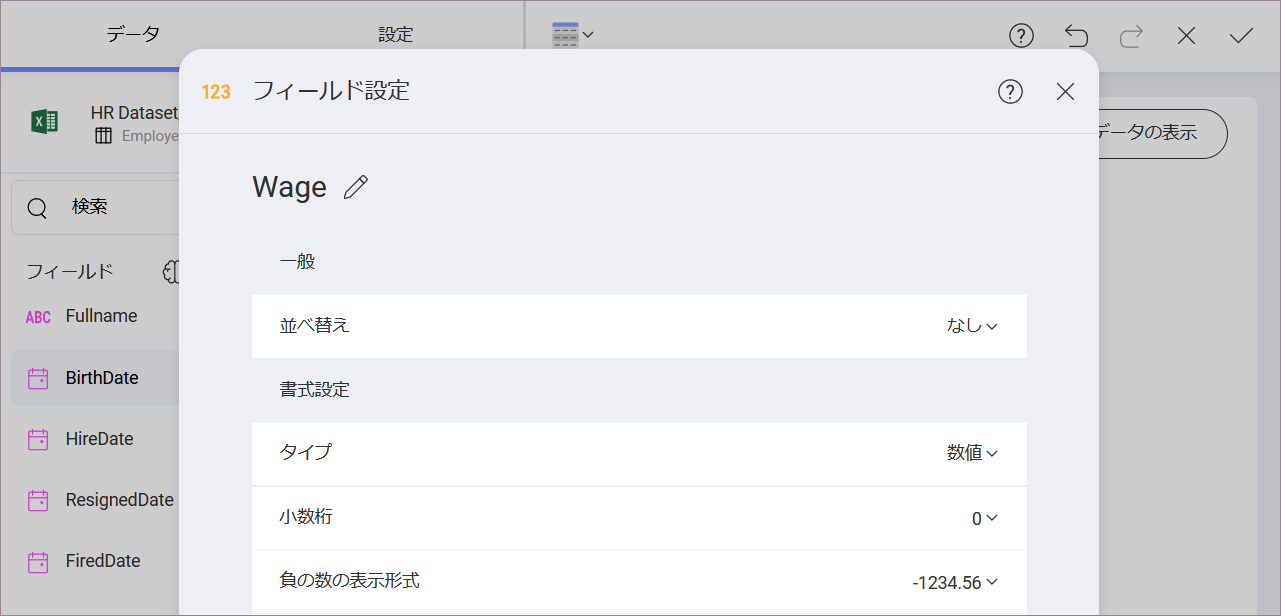 データ
設定
123 フィールド設定
HR Dataset
Employe
データの表示
Wage
検索
一般
フィールド
ABC Fullname
並べ替え なし
BirthDate
書式設定
HireDate
タイプ 数値
ResignedDate
小数桁 0
FiredDate
負の数の表示形式 -1234.56